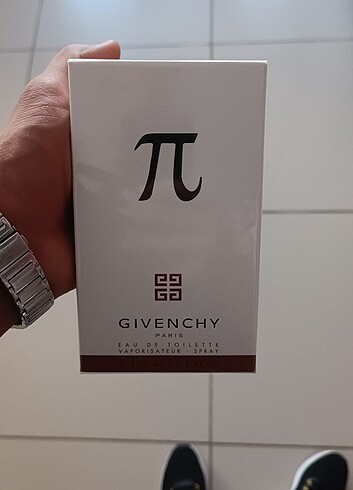 π
GIVENCHY
PARIS
EAU DE TOILETTE
VAPORISATEUR - SPRAY